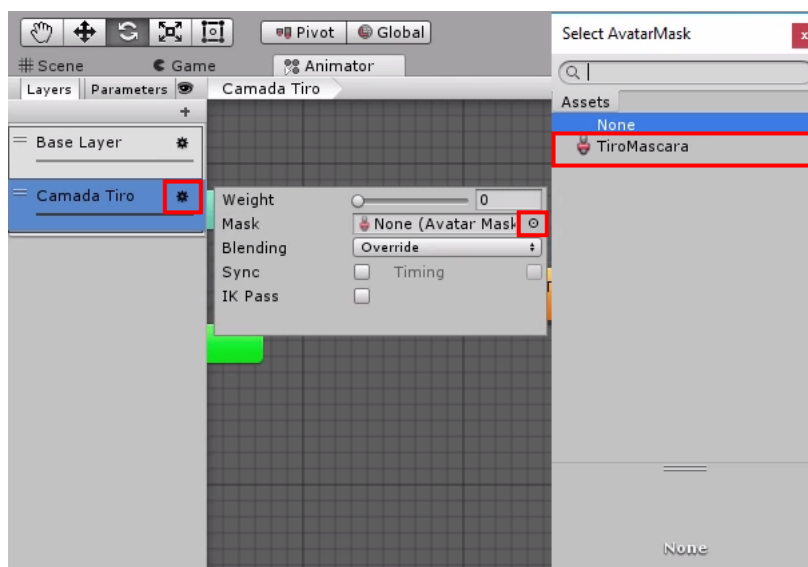 Pivot Global
Select AvatarMask
x
Scene Game Animator
Layers Parameters Camada Tiro
Assets
+
None
Base Layer
TiroMascara
Camada Tiro
Weight 0
Mask None (Avatar Mask
Blending Override
Sync Timing
IK Pass
None